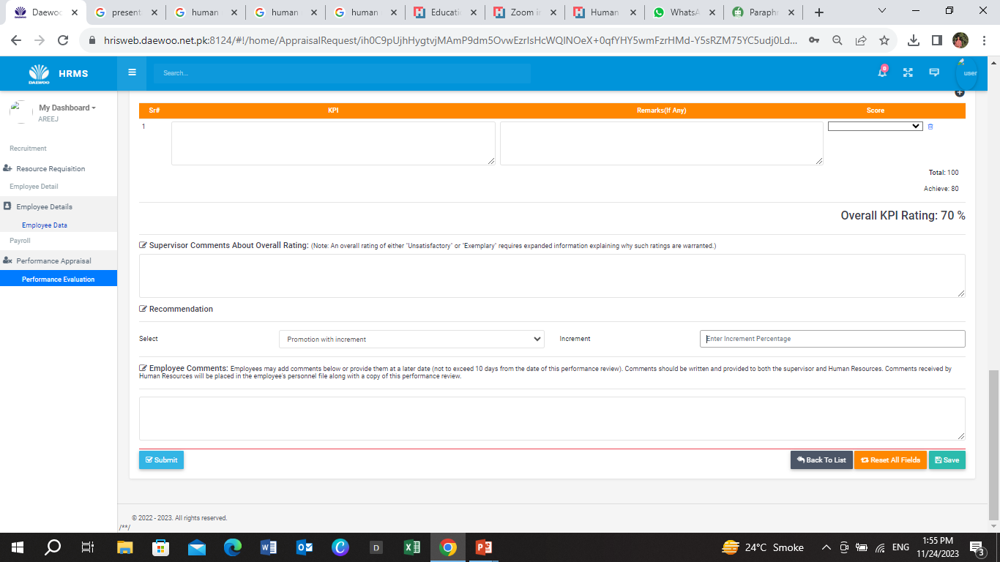 Daewoo
present
human
human
human
Educati
Zoom i
Human
WhatsA
Paraph
hrisweb.daewoo.net.pk:8124/#!/home/AppraisalRequest/ih0C9pUjhHygtvjMAmP9dm5OvwEzrIsHcWQINOeX+0qfYHY5wmFzrHMd-Y5sRZM75YC5udj0Ld...
DAEWOO
HRMS
Search...
8
user
My Dashboard
AREEJ
Recruitment
Resource Requisition
Employee Detail
Employee Details
Employee Data
Payroll
Performance Appraisal
Performance Evaluation
Sr# KPI Remarks(If Any) Score
1
Total: 100
Achieve: 80
Overall KPI Rating: 70 %
Supervisor Comments About Overall Rating: (Note: An overall rating of either "Unsatisfactory" or "Exemplary" requires expanded information explaining why such ratings are warranted.)
Recommendation
Select Promotion with increment Increment Enter Increment Percentage
Employee Comments: Employees may add comments below or provide them at a later date (not to exceed 10 days from the date of this performance review). Comments should be written and provided to both the supervisor and Human Resources. Comments received by
Human Resources will be placed in the employee's personnel file along with a copy of this performance review.
Submit Back To List Reset All Fields Save
© 2022 - 2023. All rights reserved.
/**/
24°C Smoke ENG 1:55 PM
11/24/2023
3